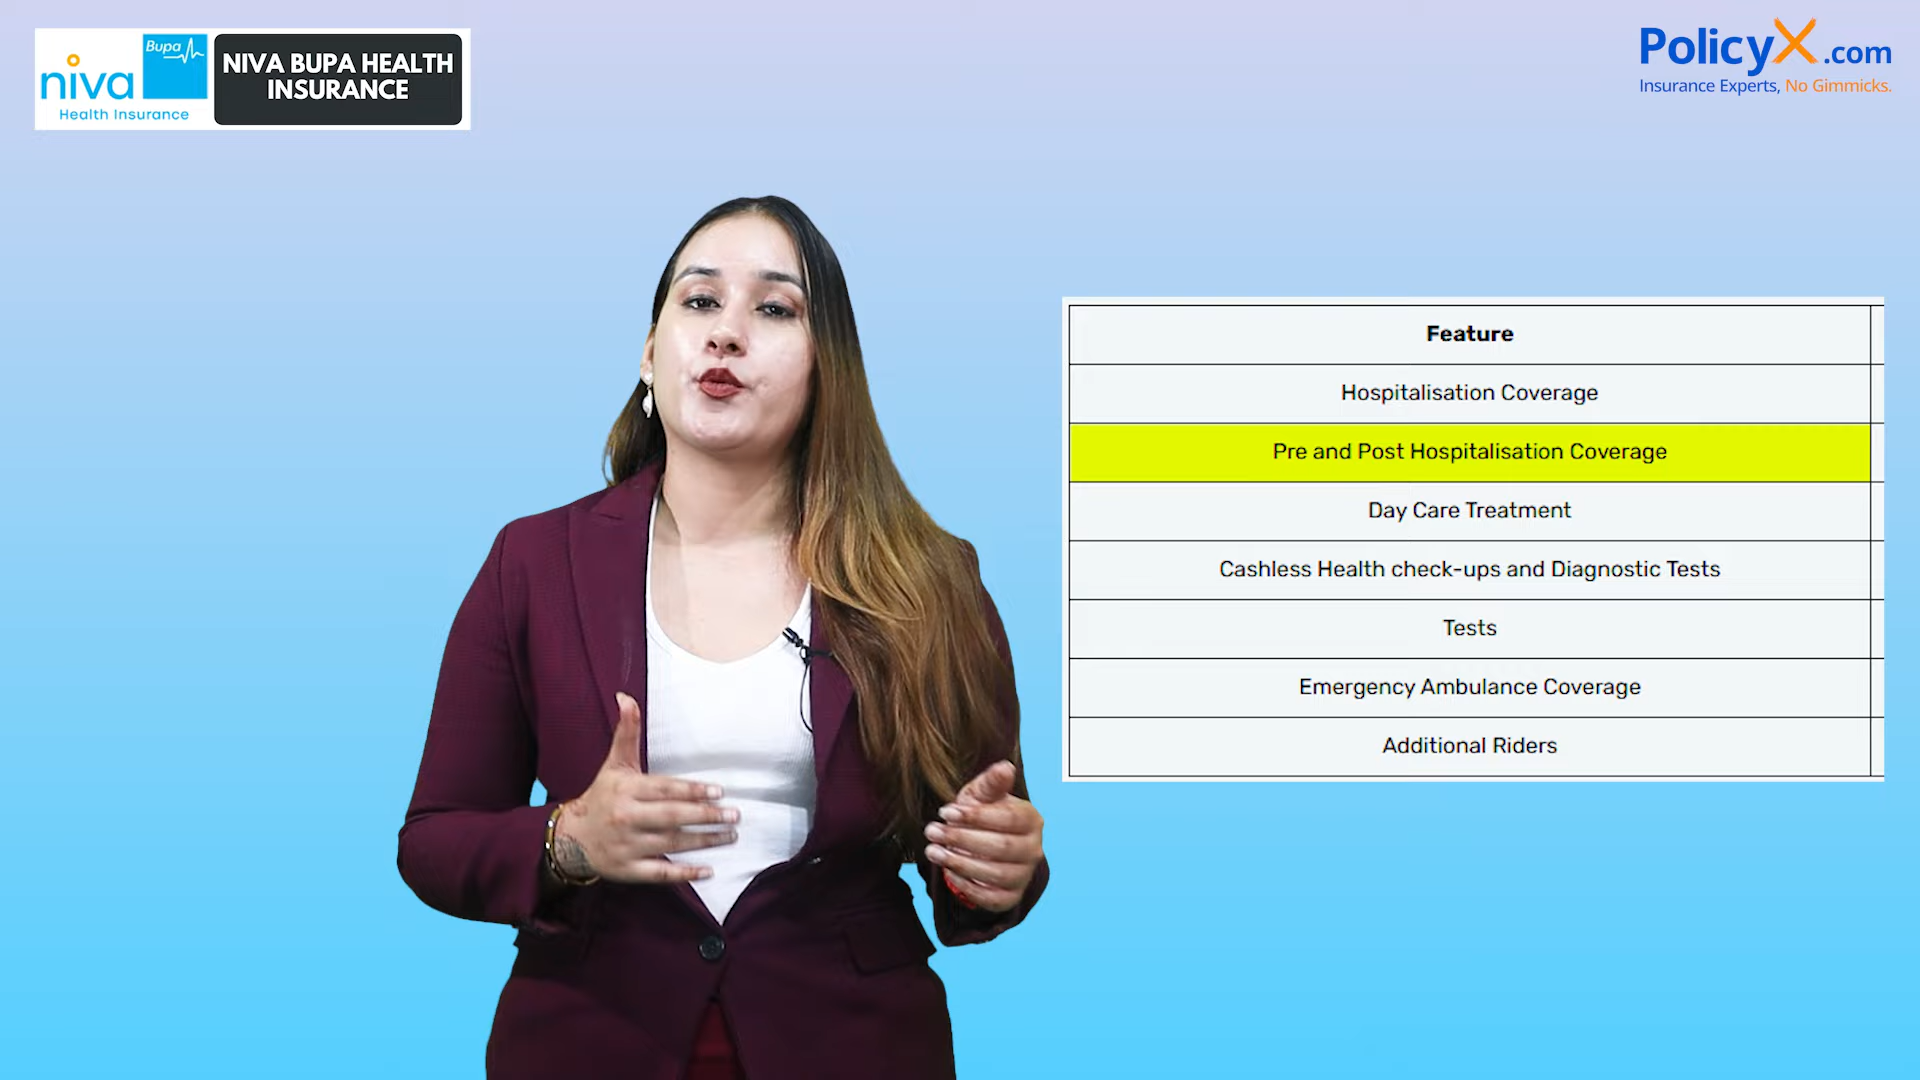 niva
Bupa
Health Insurance
NIVA BUPA HEALTH
INSURANCE
PolicyX.com
Insurance Experts, No Gimmicks.
Feature
Hospitalisation Coverage
Pre and Post Hospitalisation Coverage
Day Care Treatment
Cashless Health check-ups and Diagnostic Tests
Tests
Emergency Ambulance Coverage
Additional Riders